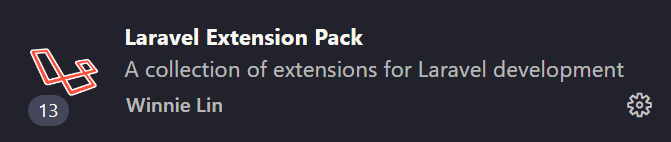 Laravel Extension Pack
A collection of extensions for Laravel development
13
Winnie Lin